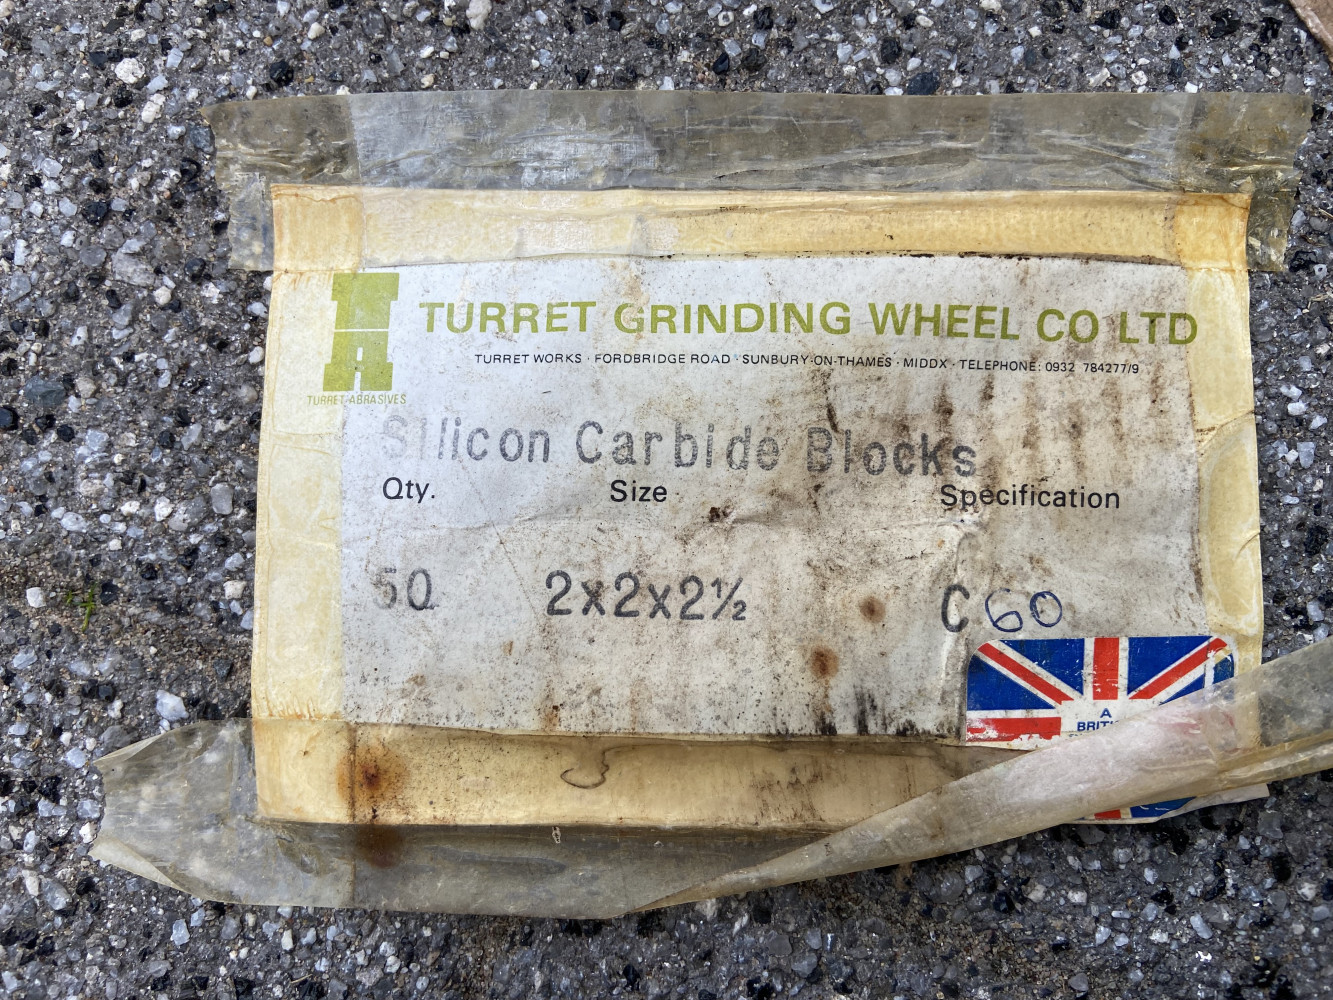 TURRET GRINDING WHEEL CO LTD
TURRET WORKS · FORDBRIDGE ROAD · SUNBURY-ON-THAMES · MIDDX · TELEPHONE: 0932 784277/9
TURRET ABRASIVES
Silicon Carbide Blocks
Qty. Size Specification
50 2x2x2½ C60
A